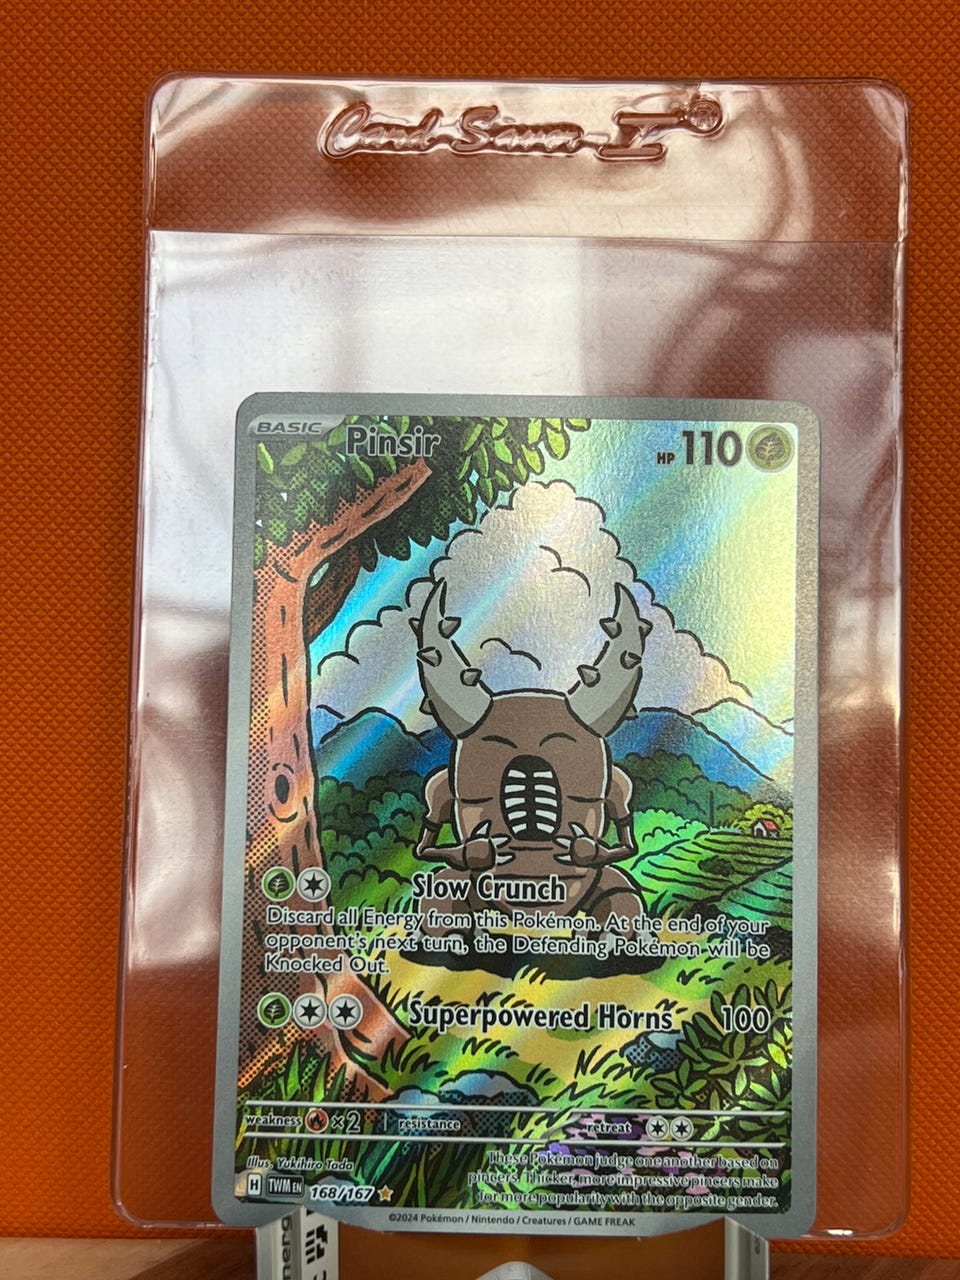 Card Saver I®
BASIC Pinsir HP 110
Slow Crunch
Discard all Energy from this Pokémon. At the end of your
opponent's next turn, the Defending Pokémon will be
Knocked Out.
Superpowered Horns 100
weakness ×2 resistance retreat
Illus. Yukihiro Tada
These Pokémon judge one another based on
pincers. Thicker, more impressive pincers make
for more popularity with the opposite gender.
H TWM EN 168/167
©2024 Pokémon / Nintendo / Creatures / GAME FREAK